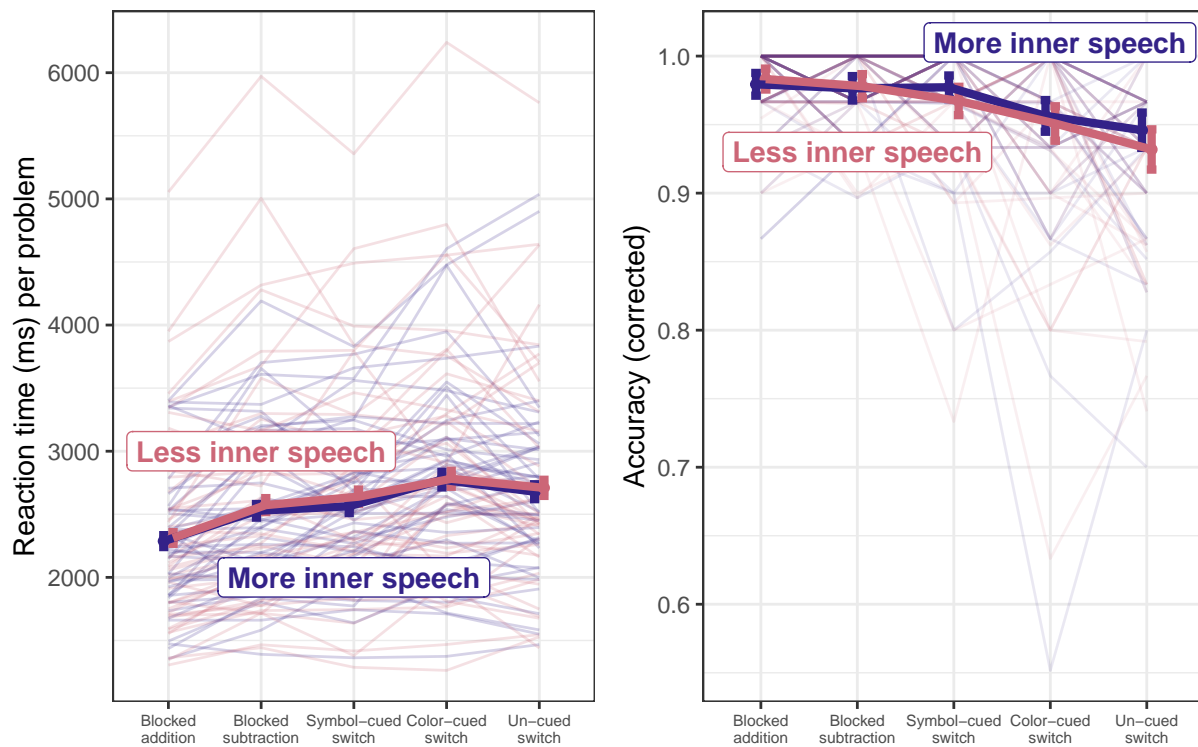 Reaction time (ms) per problem
6000
5000
4000
3000
2000
Less inner speech
More inner speech
Blocked
addition
Blocked
subtraction
Symbol−cued
switch
Color−cued
switch
Un−cued
switch
Accuracy (corrected)
1.0
0.9
0.8
0.7
0.6
More inner speech
Less inner speech
Blocked
addition
Blocked
subtraction
Symbol−cued
switch
Color−cued
switch
Un−cued
switch